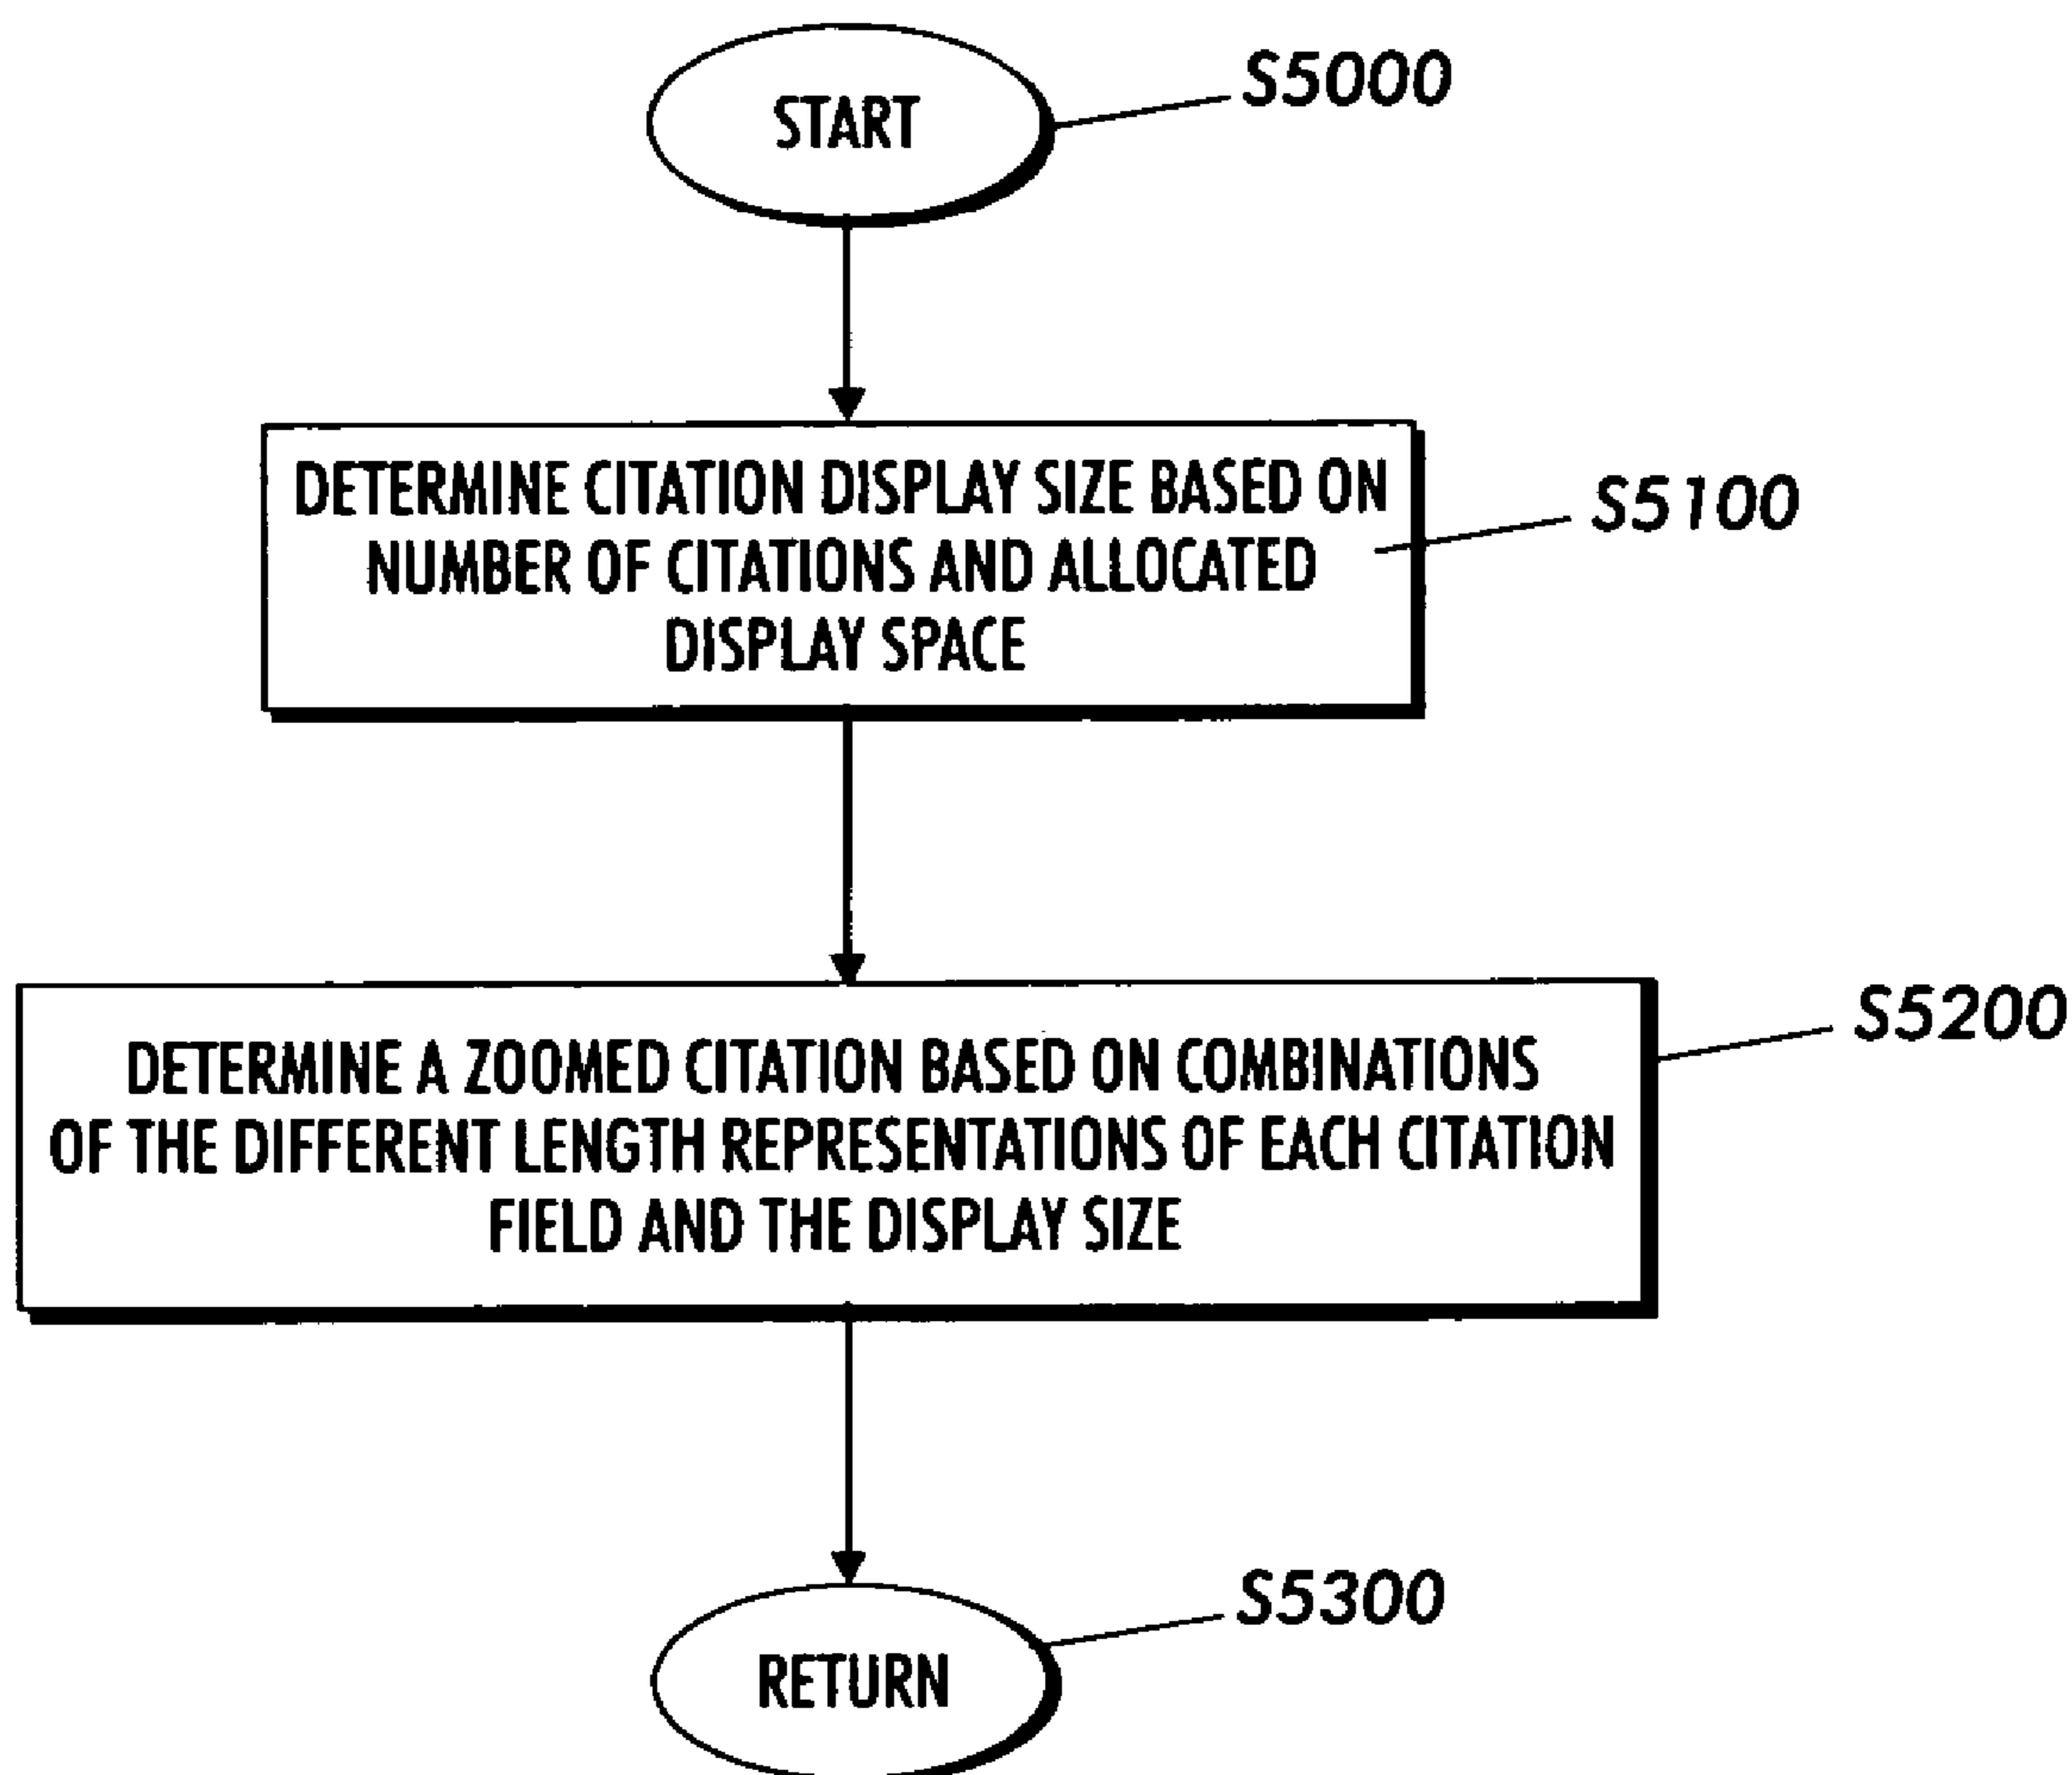 START
S5000
DETERMINE CITATION DISPLAY SIZE BASED ON
NUMBER OF CITATIONS AND ALLOCATED
DISPLAY SPACE
S5100
DETERMINE A ZOOMED CITATION BASED ON COMBINATIONS
OF THE DIFFERENT LENGTH REPRESENTATIONS OF EACH CITATION
FIELD AND THE DISPLAY SIZE
S5200
RETURN
S5300